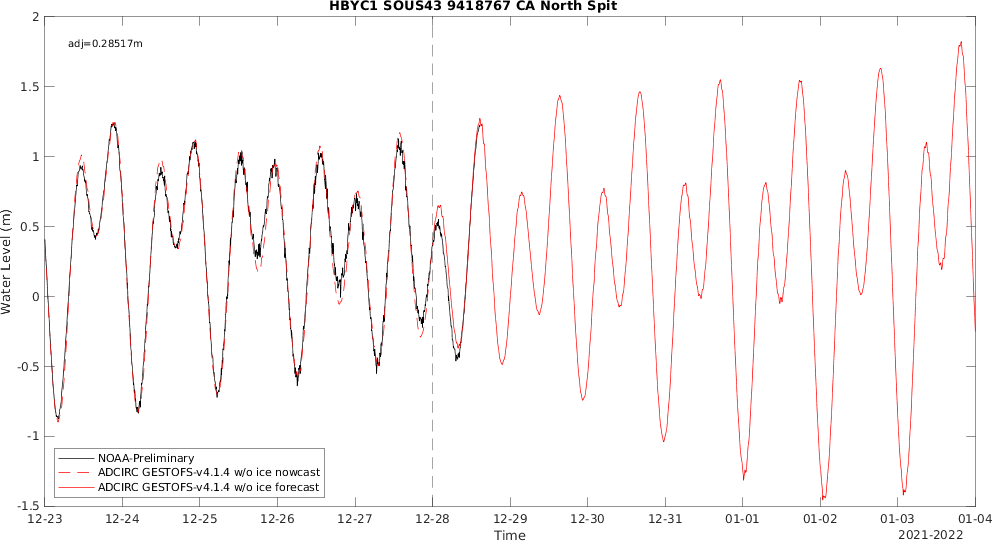 HBYC1 SOUS43 9418767 CA North Spit
adj=0.28517m
2
1.5
1
0.5
0
-0.5
-1
-1.5
Water Level (m)
NOAA-Preliminary
ADCIRC GESTOFS-v4.1.4 w/o ice nowcast
ADCIRC GESTOFS-v4.1.4 w/o ice forecast
12-23 12-24 12-25 12-26 12-27 12-28 12-29 12-30 12-31 01-01 01-02 01-03 01-04
Time
2021-2022